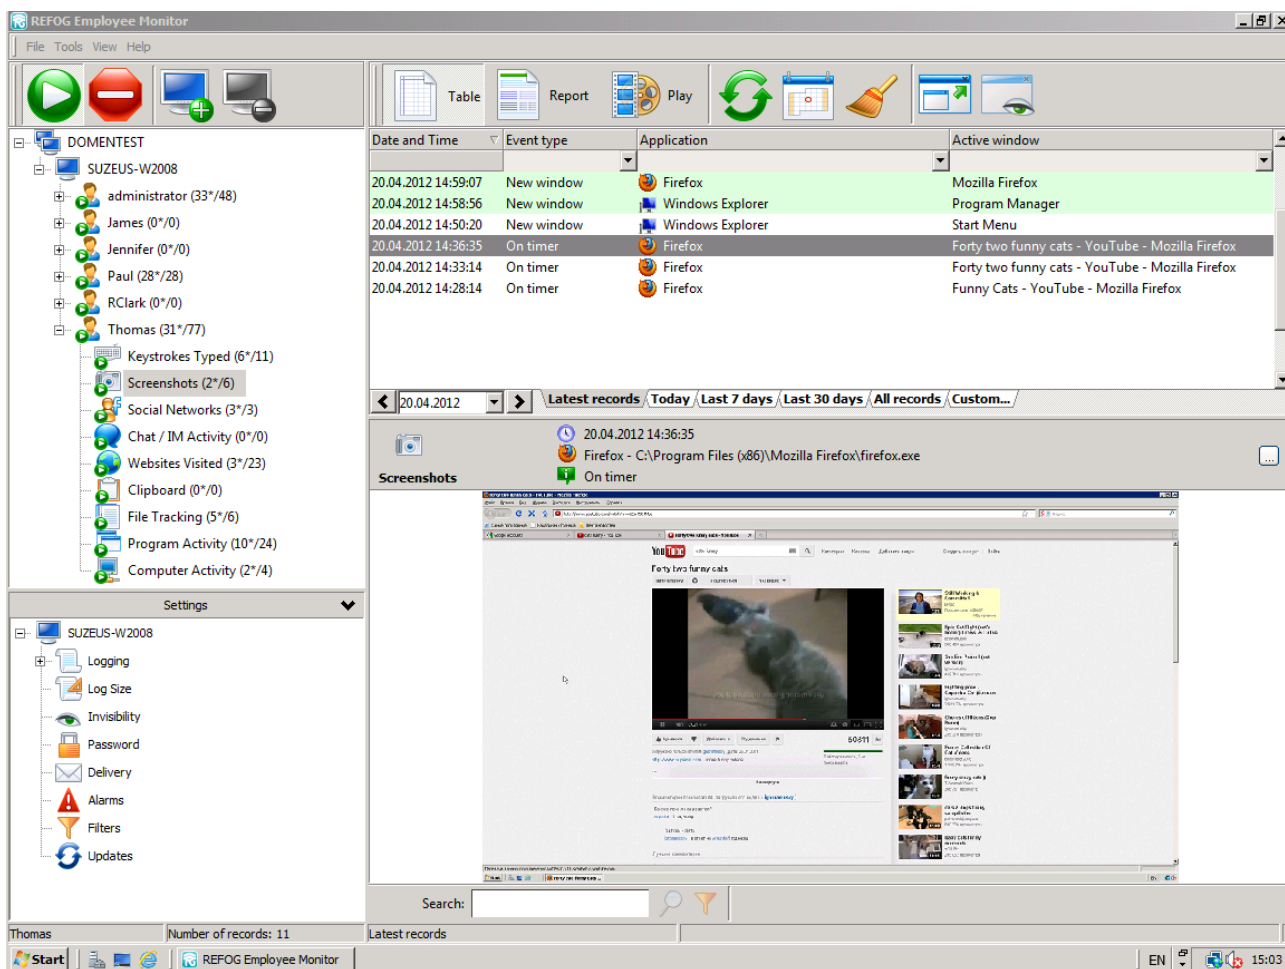 REFOG Employee Monitor
File Tools View Help
Table
Report
Play
DOMENTEST
SUZEUS-W2008
administrator (33*/48)
James (0*/0)
Jennifer (0*/0)
Paul (28*/28)
RClark (0*/0)
Thomas (31*/77)
Keystrokes Typed (6*/11)
Screenshots (2*/6)
Social Networks (3*/3)
Chat / IM Activity (0*/0)
Websites Visited (3*/23)
Clipboard (0*/0)
File Tracking (5*/6)
Program Activity (10*/24)
Computer Activity (2*/4)
Settings
SUZEUS-W2008
Logging
Log Size
Invisibility
Password
Delivery
Alarms
Filters
Updates
Date and Time Event type Application Active window
20.04.2012 14:59:07 New window Firefox Mozilla Firefox
20.04.2012 14:58:56 New window Windows Explorer Program Manager
20.04.2012 14:50:20 New window Windows Explorer Start Menu
20.04.2012 14:36:35 On timer Firefox Forty two funny cats - YouTube - Mozilla Firefox
20.04.2012 14:33:14 On timer Firefox Forty two funny cats - YouTube - Mozilla Firefox
20.04.2012 14:28:14 On timer Firefox Funny Cats - YouTube - Mozilla Firefox
20.04.2012 Latest records Today Last 7 days Last 30 days All records Custom...
Screenshots
20.04.2012 14:36:35
Firefox - C:\Program Files (x86)\Mozilla Firefox\firefox.exe
On timer
...
YouTube
Forty two funny cats
50811
Search:
Thomas Number of records: 11 Latest records
Start REFOG Employee Monitor EN 15:03